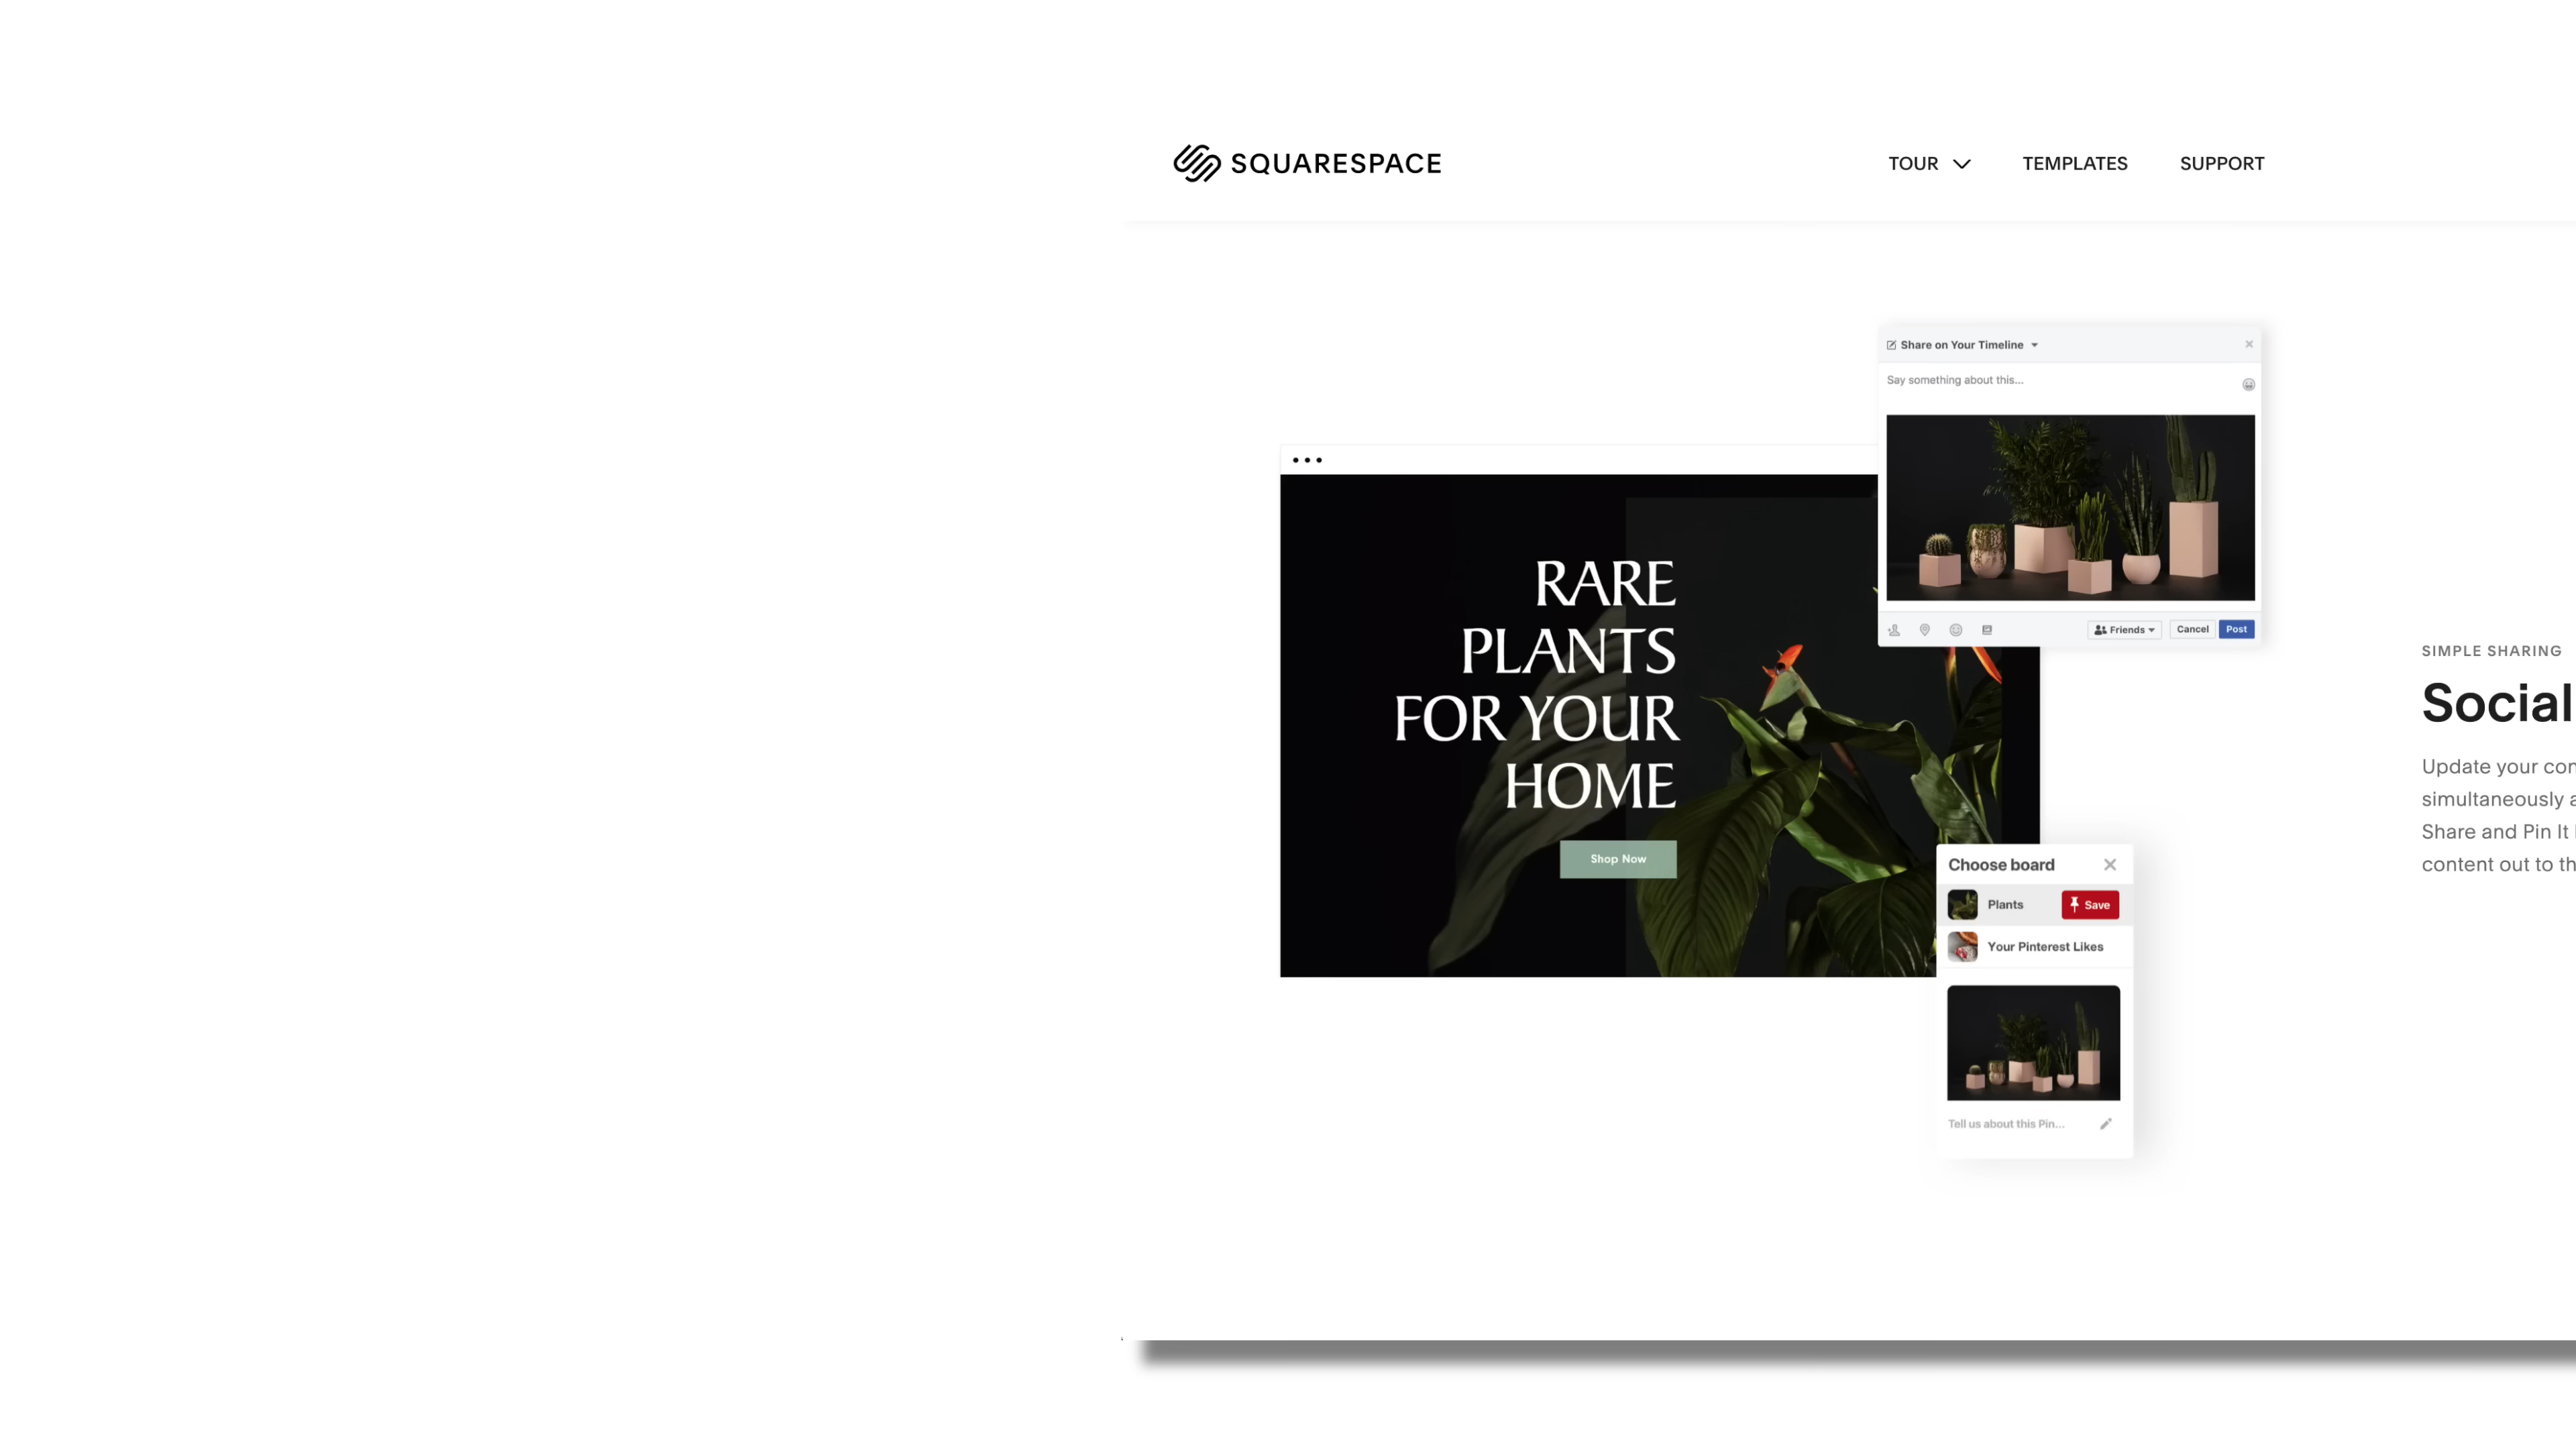 SQUARESPACE
TOUR
TEMPLATES
SUPPORT
Share on Your Timeline
Say something about this...
Friends
Cancel
Post
RARE
PLANTS
FOR YOUR
HOME
Shop Now
Choose board
Plants
Save
Your Pinterest Likes
Tell us about this Pin...
SIMPLE SHARING
Social
Update your
simultaneously
Share and Pin It
content out to